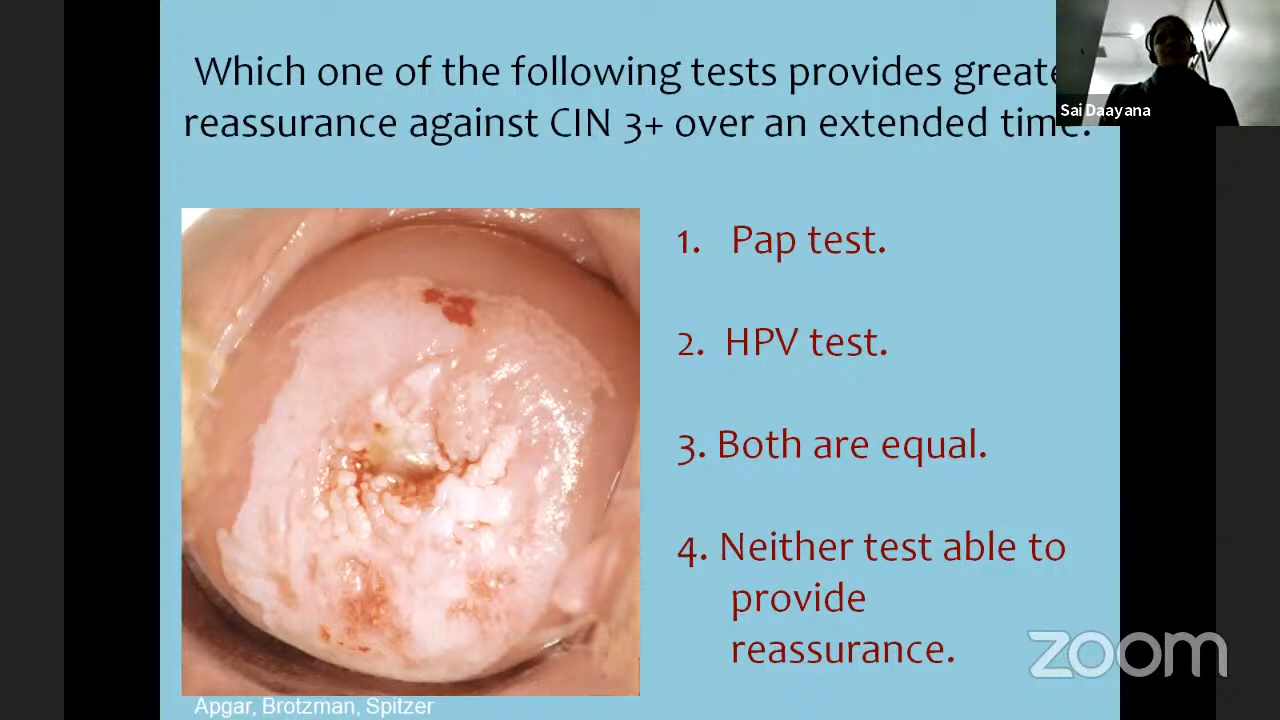 Which one of the following tests provides greate
reassurance against CIN 3+ over an extended time.
Sai Daayana
1. Pap test.
2. HPV test.
3. Both are equal.
4. Neither test able to
provide
reassurance.
zoom
Apgar, Brotzman, Spitzer